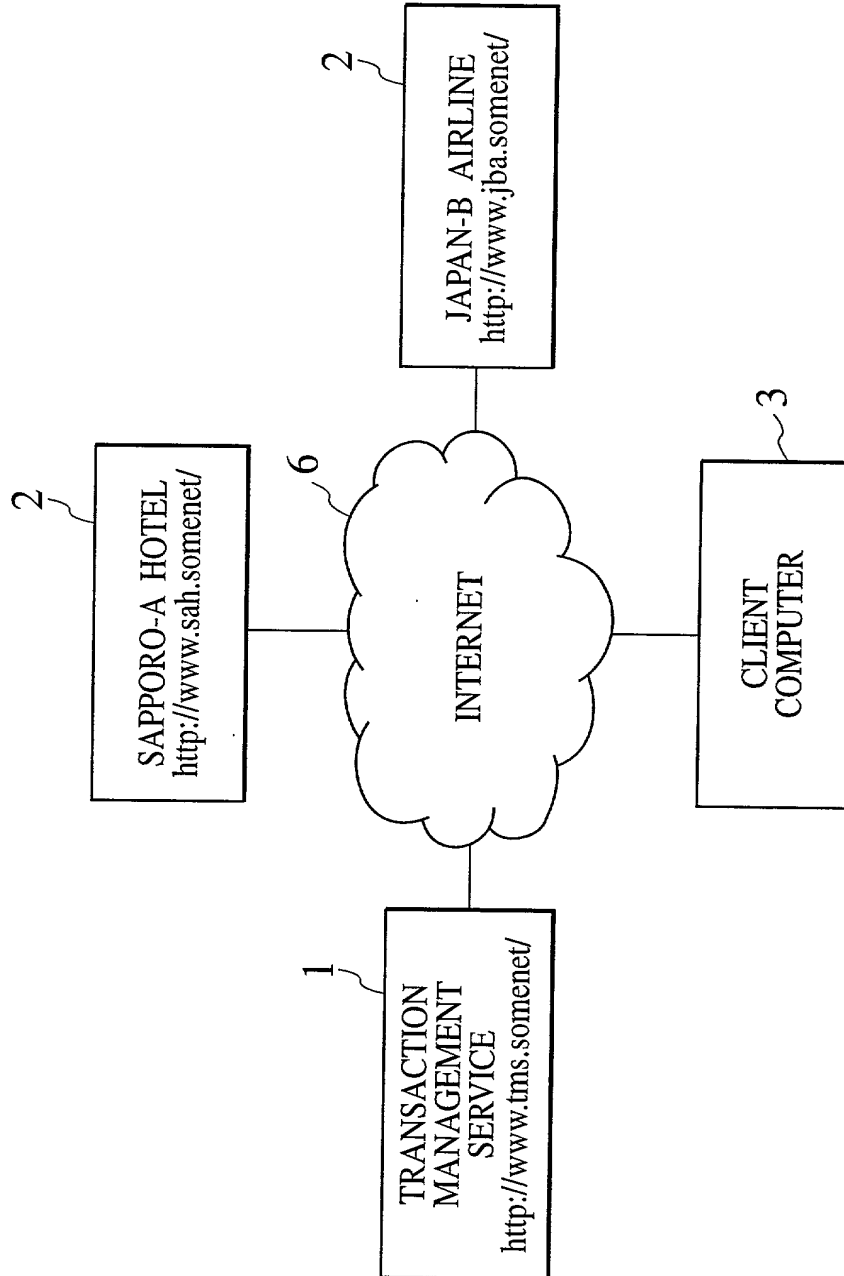 2
SAPPORO-A HOTEL
http://www.sah.somenet/
1
TRANSACTION
MANAGEMENT
SERVICE
http://www.tms.somenet/
6
INTERNET
2
JAPAN-B AIRLINE
http://www.jba.somenet/
3
CLIENT
COMPUTER